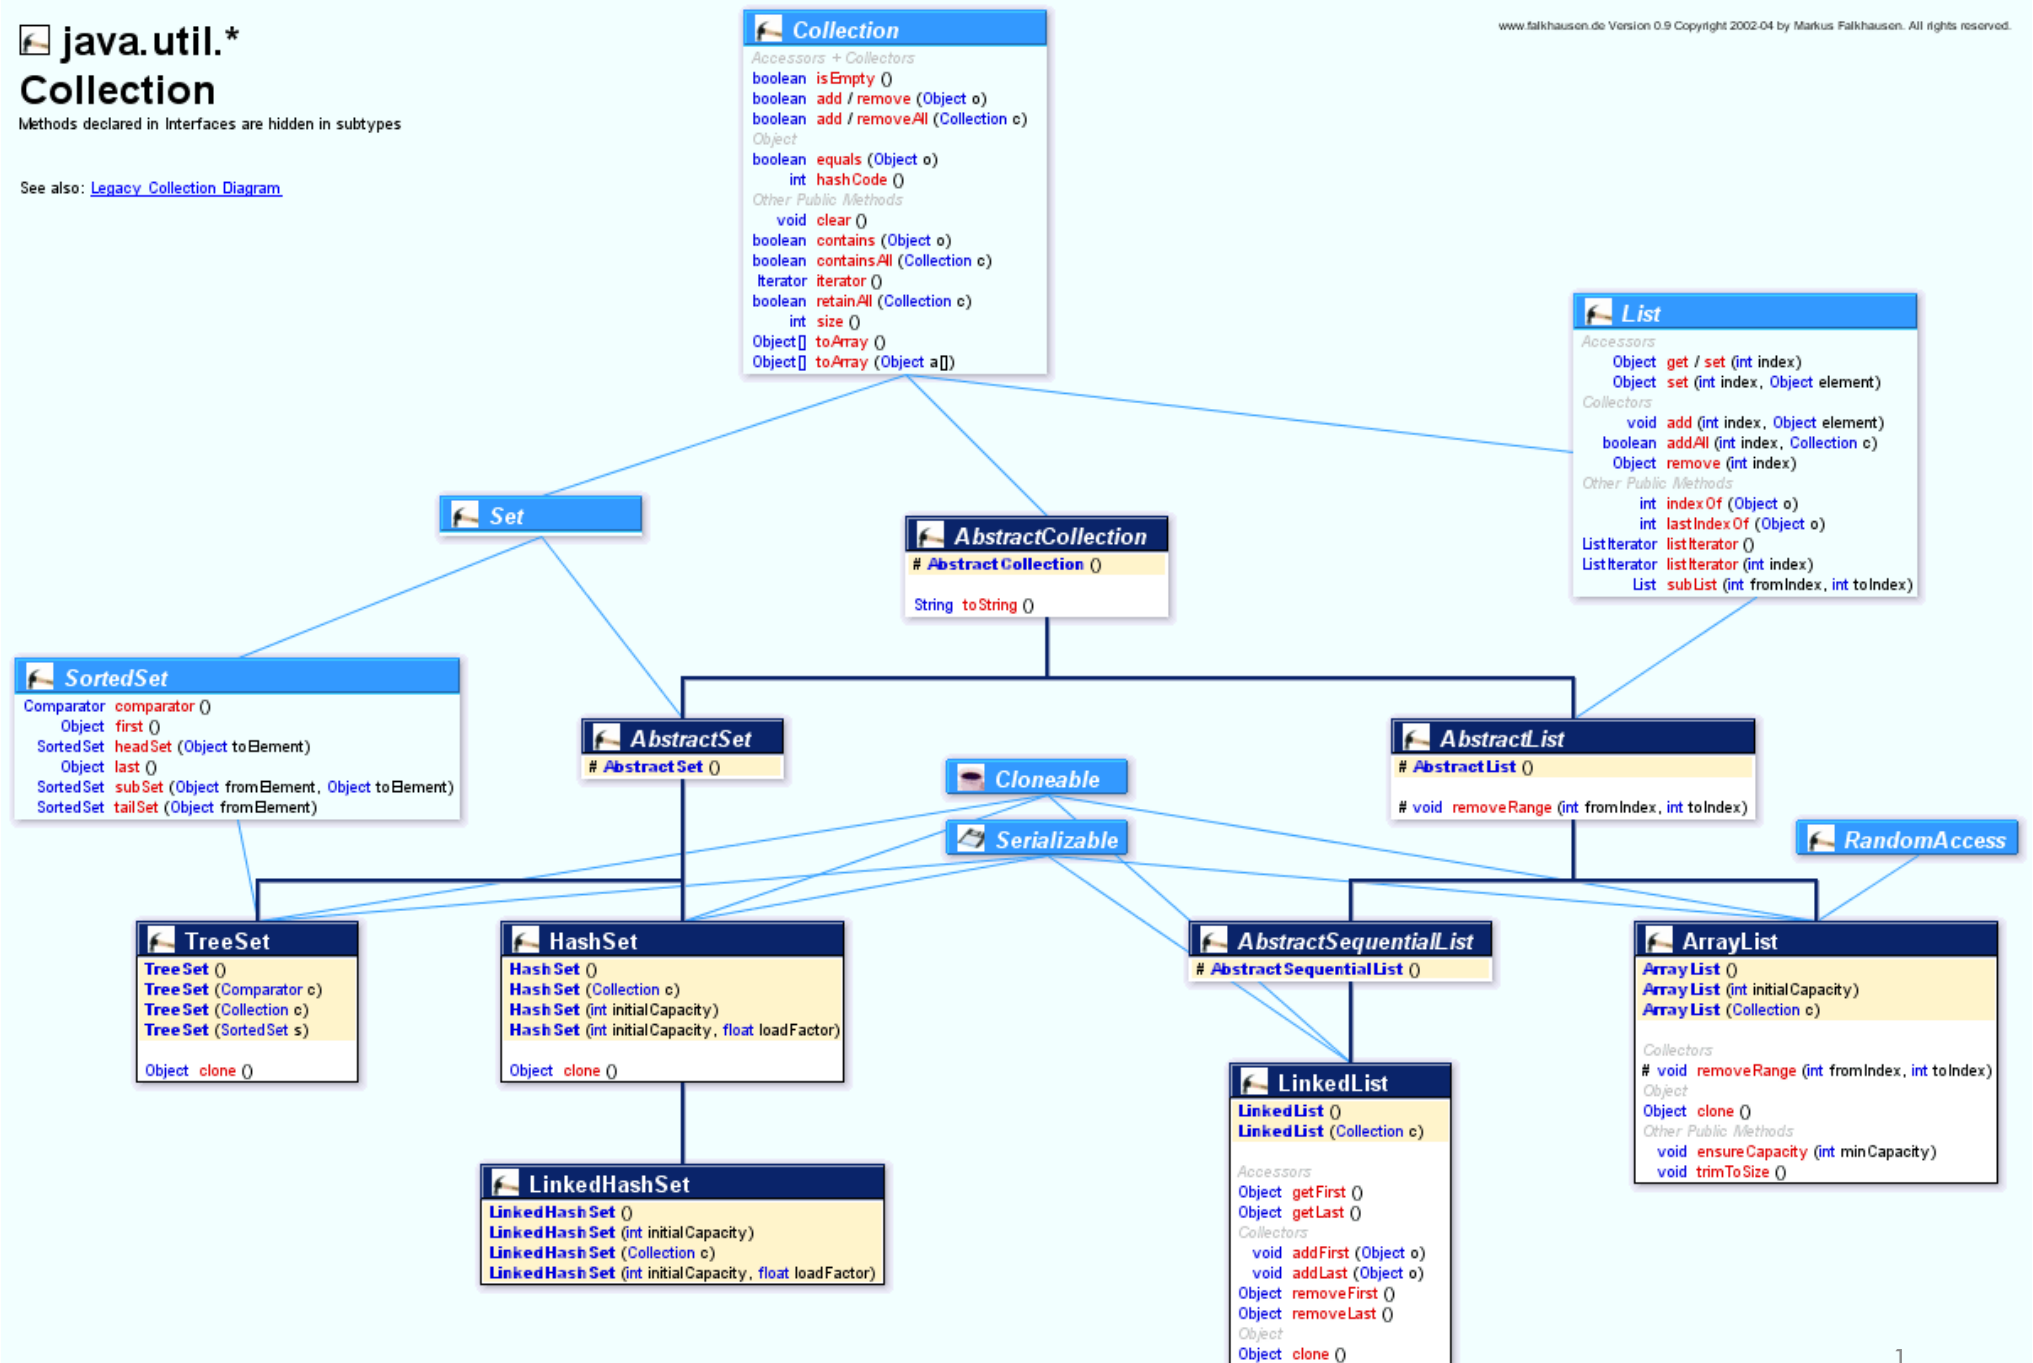 java.util.*
Collection
Methods declared in Interfaces are hidden in subtypes
See also: Legacy Collection Diagram
www.falkhausen.de Version 0.9 Copyright 2002-04 by Markus Falkhausen. All rights reserved.
Collection
Accessors + Collectors
boolean isEmpty ()
boolean add / remove (Object o)
boolean add / removeAll (Collection c)
Object
boolean equals (Object o)
int hashCode ()
Other Public Methods
void clear ()
boolean contains (Object o)
boolean containsAll (Collection c)
Iterator iterator ()
boolean retainAll (Collection c)
int size ()
Object[] toArray ()
Object[] toArray (Object a[])
List
Accessors
Object get / set (int index)
Object set (int index, Object element)
Collectors
void add (int index, Object element)
boolean addAll (int index, Collection c)
Object remove (int index)
Other Public Methods
int indexOf (Object o)
int lastIndexOf (Object o)
ListIterator listIterator ()
ListIterator listIterator (int index)
List subList (int fromIndex, int toIndex)
Set
AbstractCollection
# AbstractCollection ()
String toString ()
SortedSet
Comparator comparator ()
Object first ()
SortedSet headSet (Object toElement)
Object last ()
SortedSet subSet (Object fromElement, Object toElement)
SortedSet tailSet (Object fromElement)
AbstractSet
# AbstractSet ()
Cloneable
Serializable
AbstractList
# AbstractList ()
# void removeRange (int fromIndex, int toIndex)
RandomAccess
TreeSet
TreeSet ()
TreeSet (Comparator c)
TreeSet (Collection c)
TreeSet (SortedSet s)
Object clone ()
HashSet
HashSet ()
HashSet (Collection c)
HashSet (int initialCapacity)
HashSet (int initialCapacity, float loadFactor)
Object clone ()
AbstractSequentialList
# AbstractSequentialList ()
ArrayList
ArrayList ()
ArrayList (int initialCapacity)
ArrayList (Collection c)
Collectors
# void removeRange (int fromIndex, int toIndex)
Object
Object clone ()
Other Public Methods
void ensureCapacity (int minCapacity)
void trimToSize ()
LinkedHashSet
LinkedHashSet ()
LinkedHashSet (int initialCapacity)
LinkedHashSet (Collection c)
LinkedHashSet (int initialCapacity, float loadFactor)
LinkedList
LinkedList ()
LinkedList (Collection c)
Accessors
Object getFirst ()
Object getLast ()
Collectors
void addFirst (Object o)
void addLast (Object o)
Object removeFirst ()
Object removeLast ()
Object
Object clone ()
1